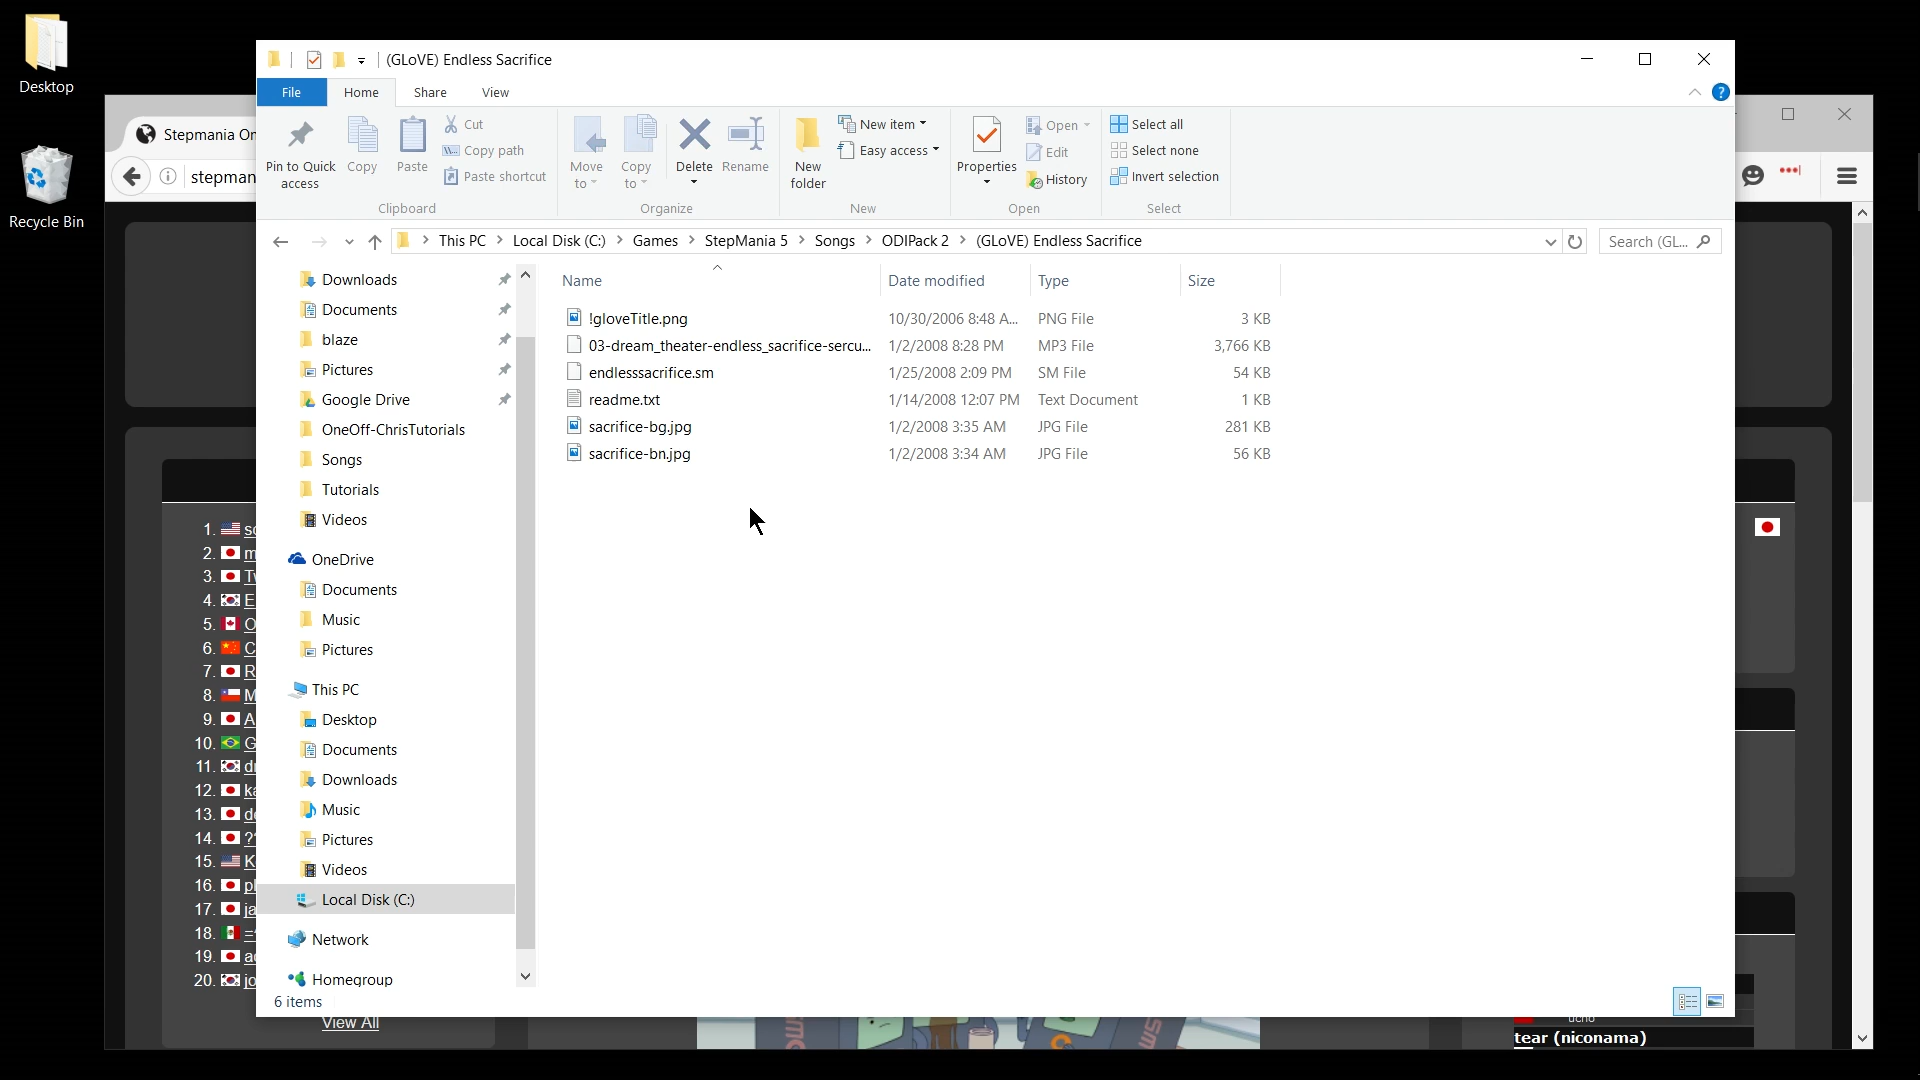 Desktop
Recycle Bin
Stepmania On
stepman
(GLoVE) Endless Sacrifice
File Home Share View
Pin to Quick access
Copy
Paste
Cut
Copy path
Paste shortcut
Clipboard
Move to
Copy to
Delete
Rename
Organize
New folder
New item
Easy access
New
Properties
Open
Edit
History
Open
Select all
Select none
Invert selection
Select
This PC > Local Disk (C:) > Games > StepMania 5 > Songs > ODIPack 2 > (GLoVE) Endless Sacrifice
Search (GL...
Downloads
Documents
blaze
Pictures
Google Drive
OneOff-ChrisTutorials
Songs
Tutorials
Videos
OneDrive
Documents
Music
Pictures
This PC
Desktop
Documents
Downloads
Music
Pictures
Videos
Local Disk (C:)
Network
Homegroup
6 items
Name Date modified Type Size
!gloveTitle.png 10/30/2006 8:48 A... PNG File 3 KB
03-dream_theater-endless_sacrifice-sercu... 1/2/2008 8:28 PM MP3 File 3,766 KB
endlesssacrifice.sm 1/25/2008 2:09 PM SM File 54 KB
readme.txt 1/14/2008 12:07 PM Text Document 1 KB
sacrifice-bg.jpg 1/2/2008 3:35 AM JPG File 281 KB
sacrifice-bn.jpg 1/2/2008 3:34 AM JPG File 56 KB
1.
2.
3.
4.
5.
6.
7.
8.
9.
10.
11.
12.
13.
14.
15.
16.
17.
18.
19.
20.
View All
tear (niconama)